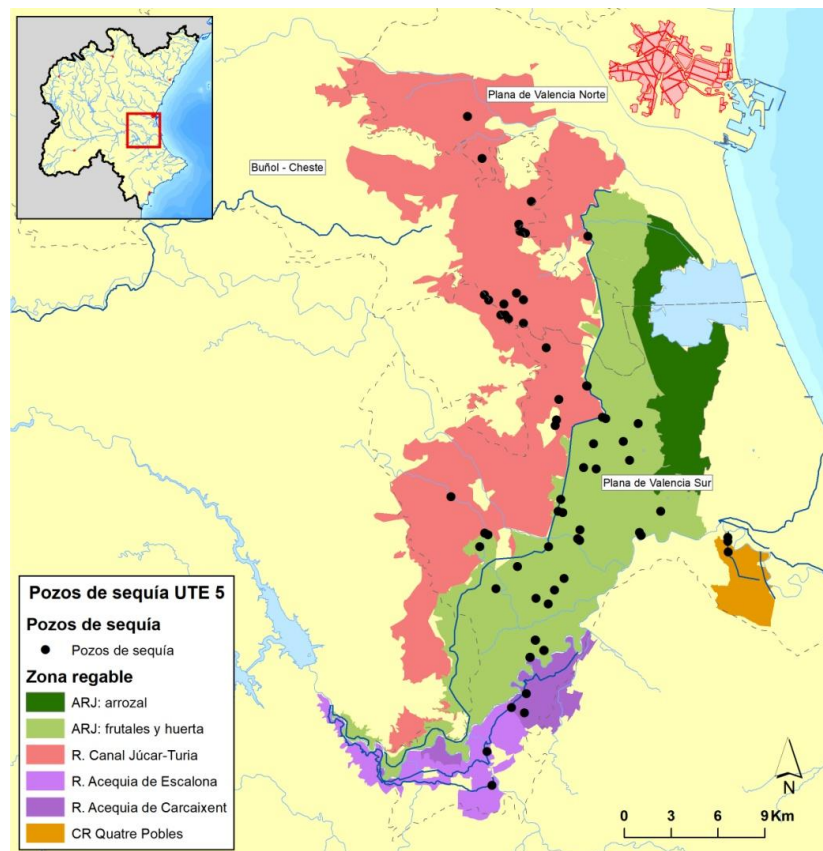 Plana de Valencia Norte
Buñol - Cheste
Plana de Valencia Sur
Pozos de sequía UTE 5
Pozos de sequía
Pozos de sequía
Zona regable
ARJ: arrozal
ARJ: frutales y huerta
R. Canal Júcar-Turia
R. Acequia de Escalona
R. Acequia de Carcaixent
CR Quatre Pobles
N
0 3 6 9 Km